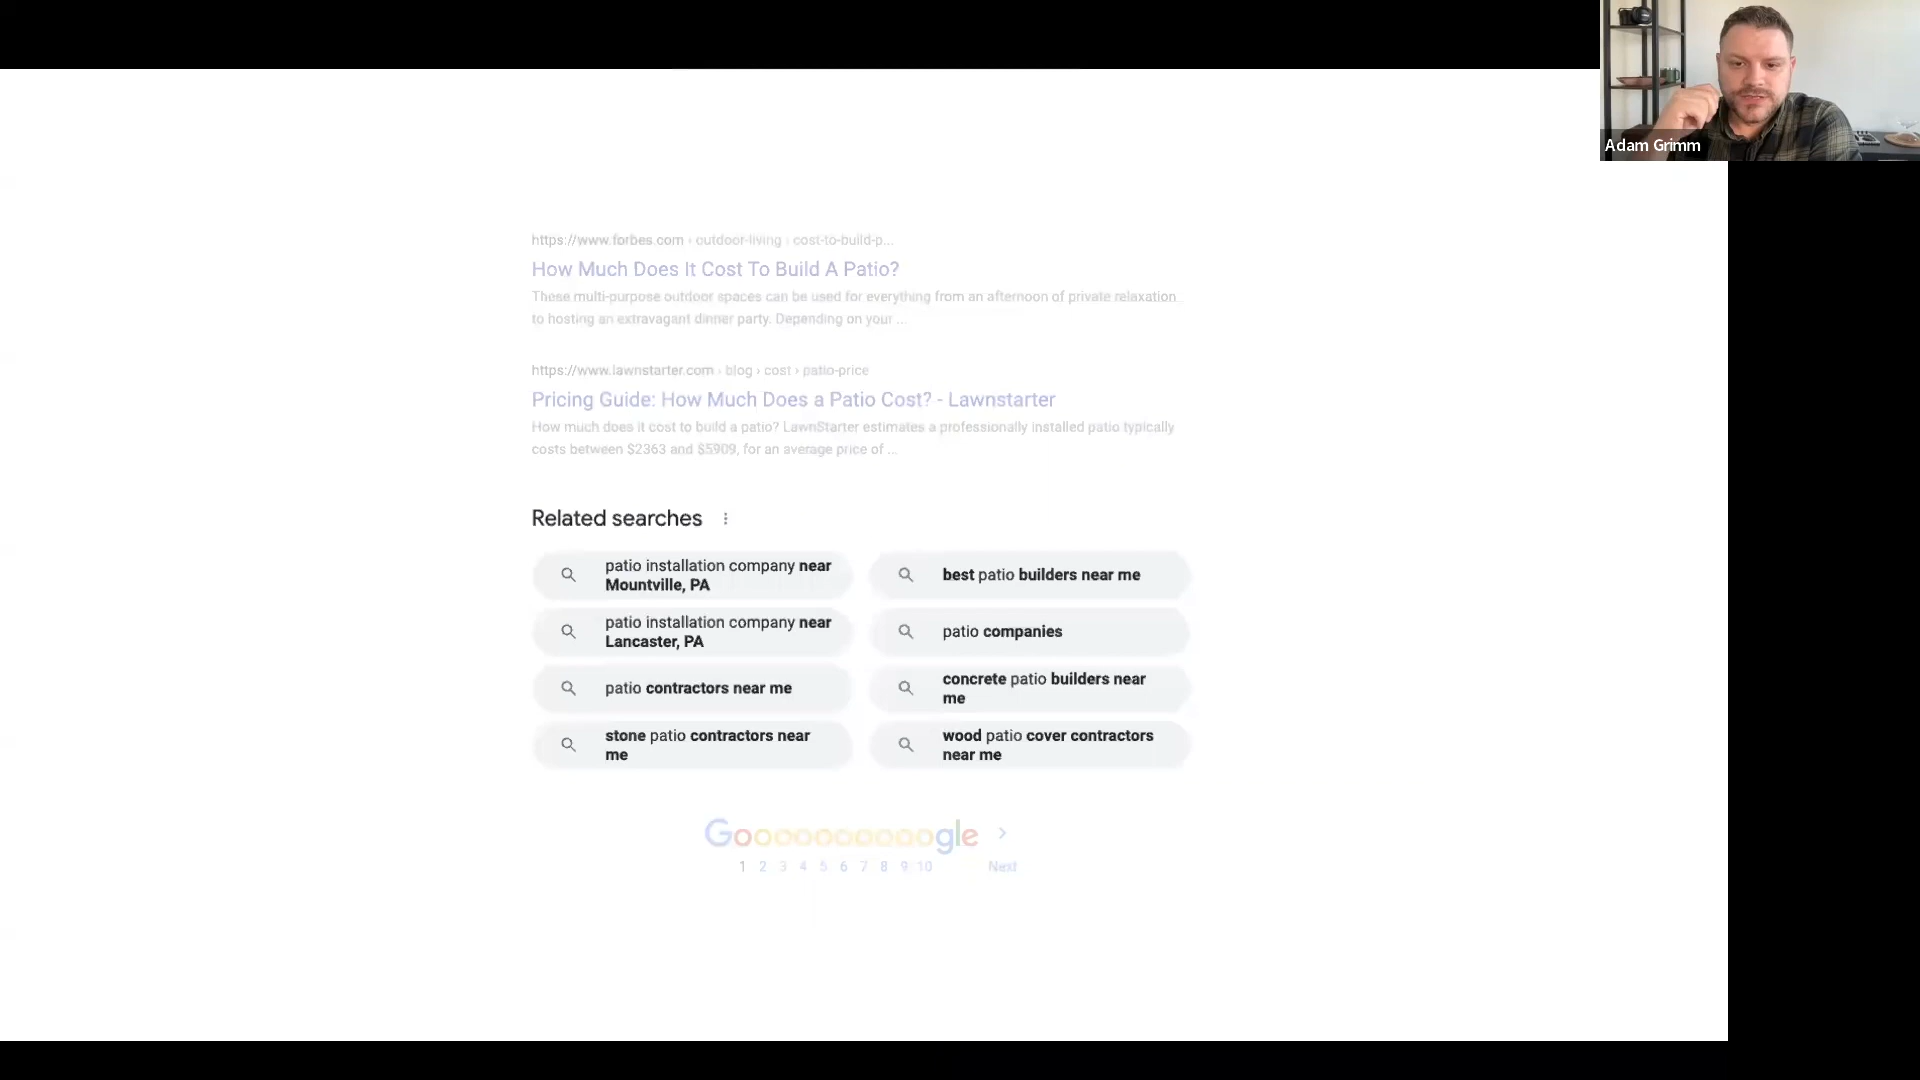 Adam Grimm
https://www.forbes.com › outdoor-living › cost-to-build-p...
How Much Does It Cost To Build A Patio?
These multi-purpose outdoor spaces can be used for everything from an afternoon of private relaxation
to hosting an extravagant dinner party. Depending on your ...
https://www.lawnstarter.com › blog › cost › patio-price
Pricing Guide: How Much Does a Patio Cost? - Lawnstarter
How much does it cost to build a patio? LawnStarter estimates a professionally installed patio typically
costs between $2363 and $5909, for an average price of ...
Related searches
patio installation company near
Mountville, PA
best patio builders near me
patio installation company near
Lancaster, PA
patio companies
patio contractors near me
concrete patio builders near
me
stone patio contractors near
me
wood patio cover contractors
near me
Goooooooooogle
1 2 3 4 5 6 7 8 9 10 Next